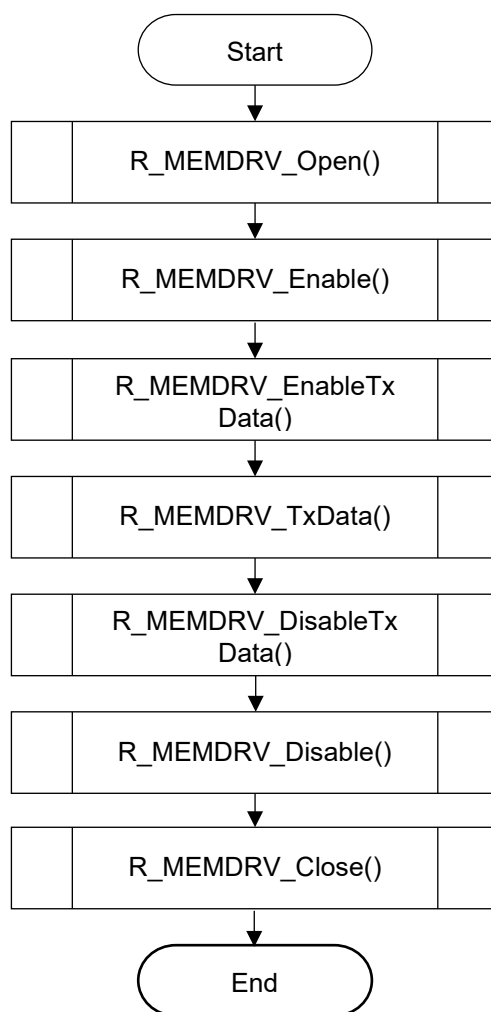 Start
R_MEMDRV_Open()
R_MEMDRV_Enable()
R_MEMDRV_EnableTx
Data()
R_MEMDRV_TxData()
R_MEMDRV_DisableTx
Data()
R_MEMDRV_Disable()
R_MEMDRV_Close()
End